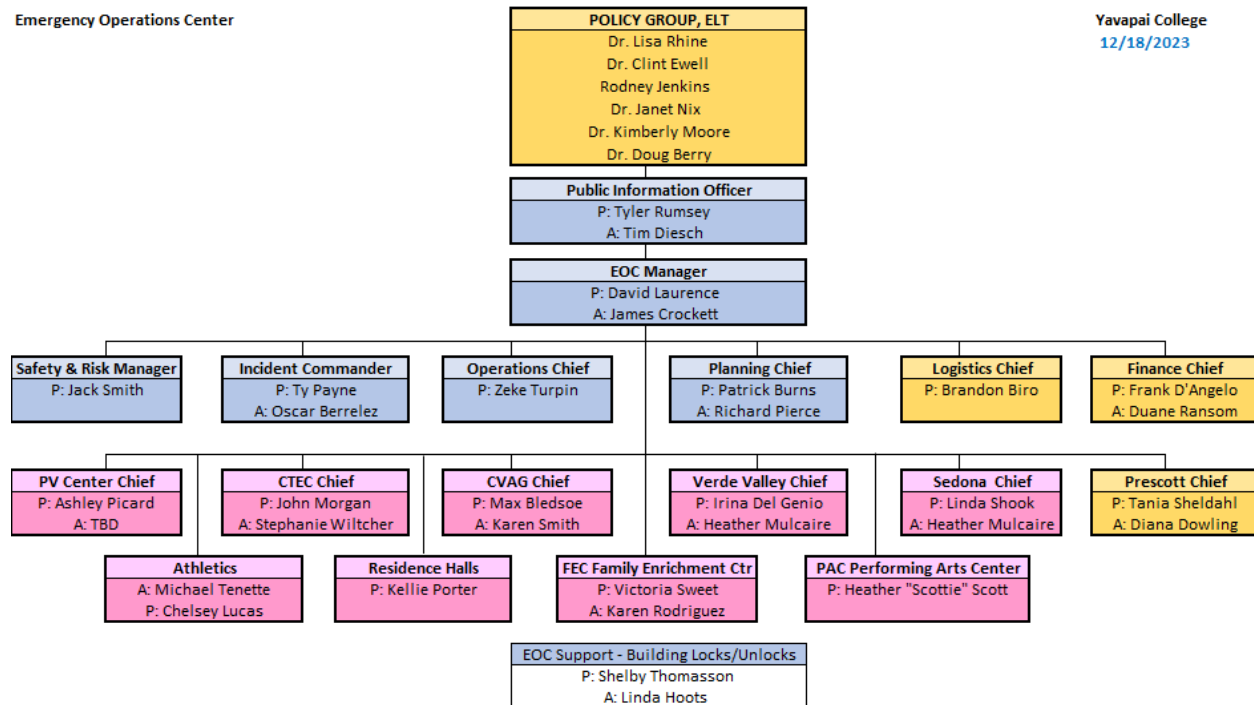 Emergency Operations Center
Yavapai College
12/18/2023
POLICY GROUP, ELT
Dr. Lisa Rhine
Dr. Clint Ewell
Rodney Jenkins
Dr. Janet Nix
Dr. Kimberly Moore
Dr. Doug Berry
Public Information Officer
P: Tyler Rumsey
A: Tim Diesch
EOC Manager
P: David Laurence
A: James Crockett
Safety & Risk Manager
P: Jack Smith
Incident Commander
P: Ty Payne
A: Oscar Berrelez
Operations Chief
P: Zeke Turpin
Planning Chief
P: Patrick Burns
A: Richard Pierce
Logistics Chief
P: Brandon Biro
Finance Chief
P: Frank D'Angelo
A: Duane Ransom
PV Center Chief
P: Ashley Picard
A: TBD
CTEC Chief
P: John Morgan
A: Stephanie Wiltcher
CVAG Chief
P: Max Bledsoe
A: Karen Smith
Verde Valley Chief
P: Irina Del Genio
A: Heather Mulcaire
Sedona  Chief
P: Linda Shook
A: Heather Mulcaire
Prescott Chief
P: Tania Sheldahl
A: Diana Dowling
Athletics
A: Michael Tenette
P: Chelsey Lucas
Residence Halls
P: Kellie Porter
FEC Family Enrichment Ctr
P: Victoria Sweet
A: Karen Rodriguez
PAC Performing Arts Center
P: Heather "Scottie" Scott
EOC Support - Building Locks/Unlocks
P: Shelby Thomasson
A: Linda Hoots